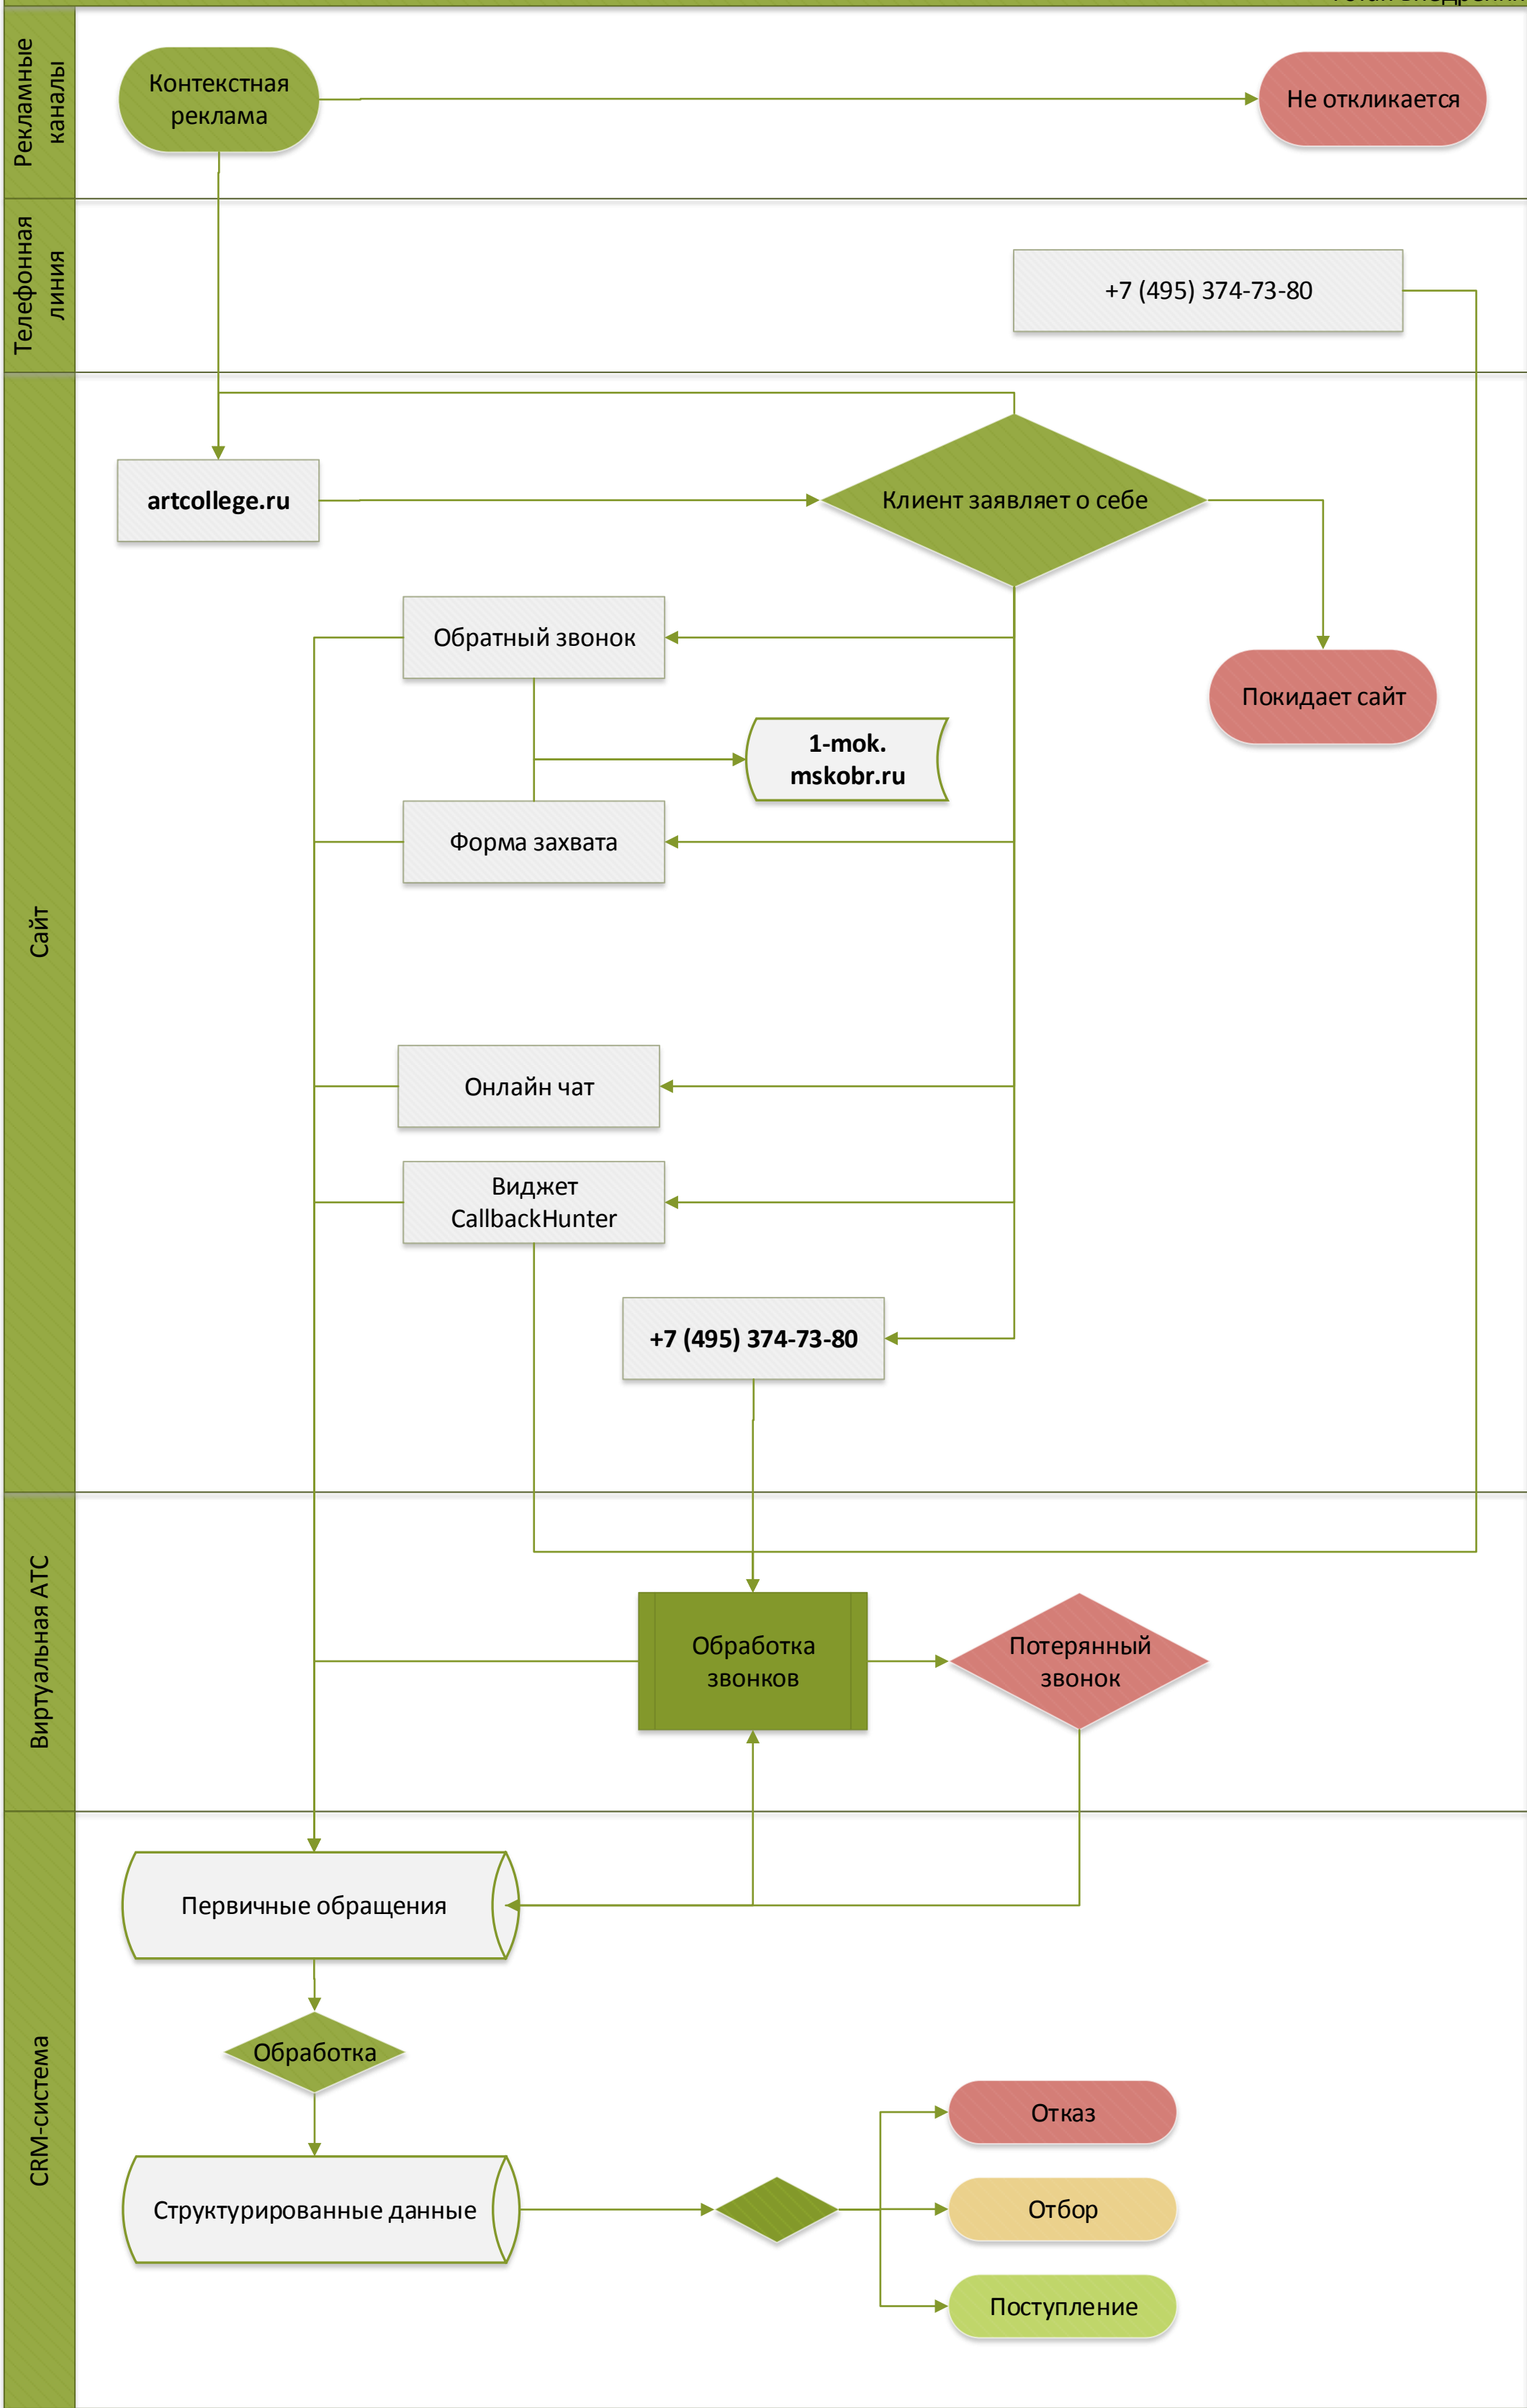 Рекламные
каналы
Контекстная
реклама
Не откликается
Телефонная
линия
+7 (495) 374-73-80
Сайт
artcollege.ru
Клиент заявляет о себе
Обратный звонок
Покидает сайт
1-mok.
mskobr.ru
Форма захвата
Онлайн чат
Виджет
CallbackHunter
+7 (495) 374-73-80
Виртуальная АТС
Обработка
звонков
Потерянный
звонок
CRM-система
Первичные обращения
Обработка
Структурированные данные
Отказ
Отбор
Поступление